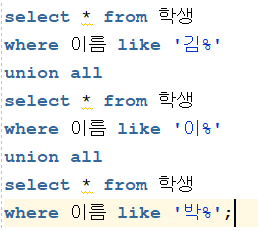 select * from 학생
where 이름 like '김%'
union all
select * from 학생
where 이름 like '이%'
union all
select * from 학생
where 이름 like '박%';